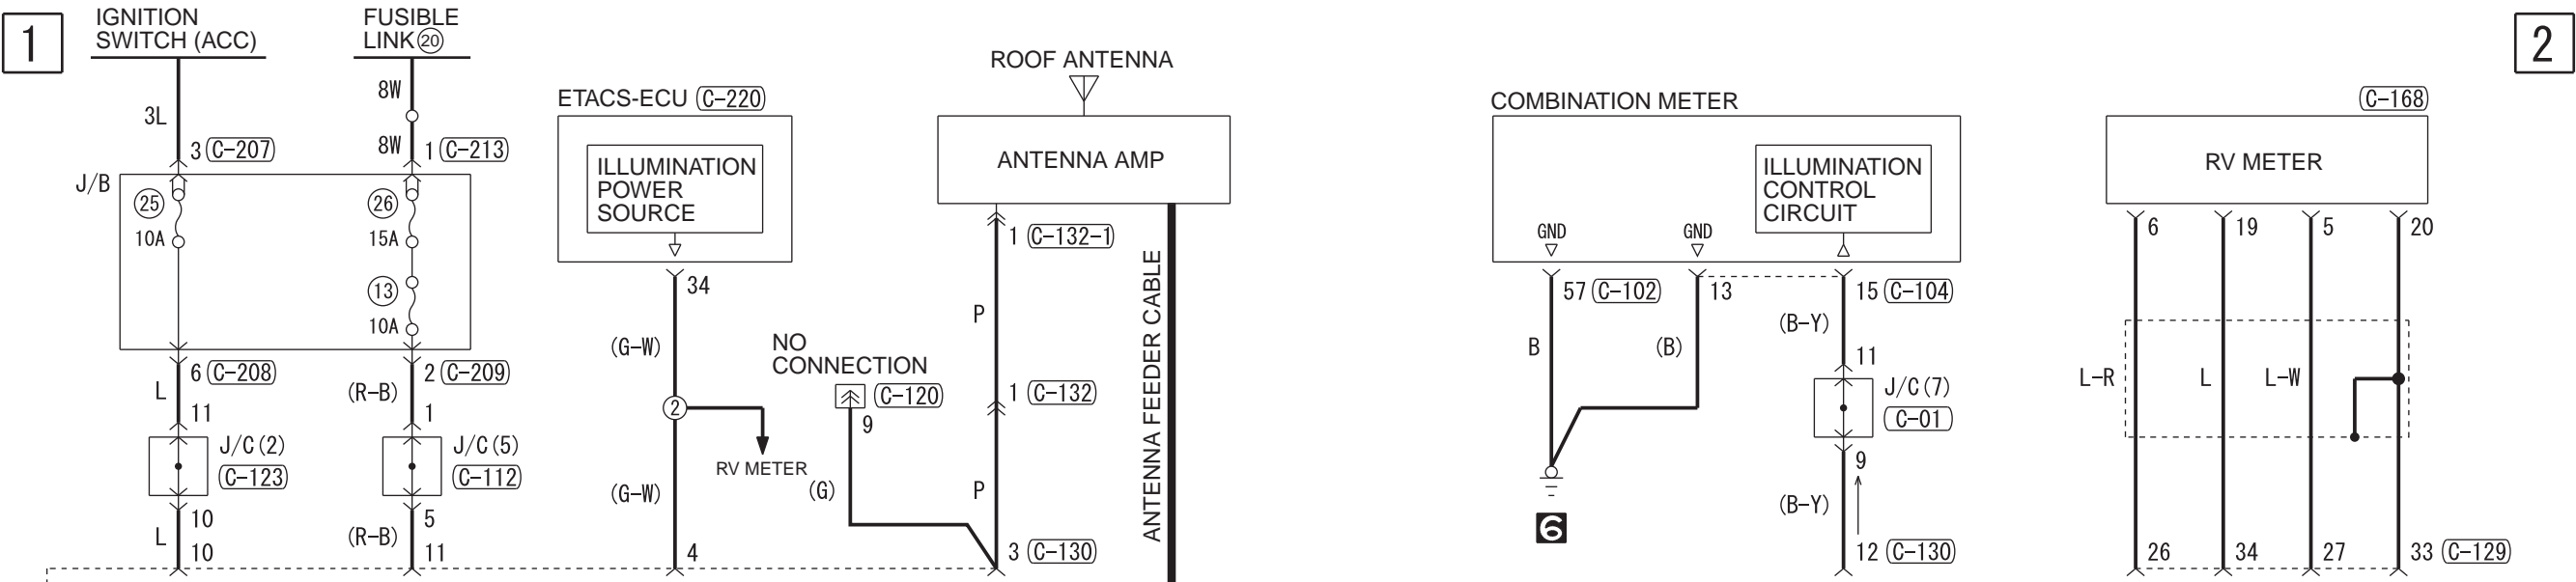 1
IGNITION
SWITCH (ACC)
FUSIBLE
LINK 20
2
ROOF ANTENNA
8W
ETACS-ECU C-220
COMBINATION METER
C-168
3L
8W
3 C-207
1 C-213
ILLUMINATION
POWER
SOURCE
ANTENNA AMP
ILLUMINATION
CONTROL
CIRCUIT
RV METER
J/B
25
26
10A
15A
1 C-132-1
GND
GND
6
19
5
20
34
13
10A
57 C-102
13
15 C-104
P
(B-Y)
(G-W)
NO
CONNECTION
B
(B)
11
6 C-208
2 C-209
L
(R-B)
C-120
1 C-132
J/C(7)
C-01
L-R
L
L-W
11
1
2
9
J/C(2)
C-123
J/C(5)
C-112
RV METER
9
(G-W)
(G)
P
ANTENNA FEEDER CABLE
(B-Y)
10
5
6
L
(R-B)
10
11
4
3 C-130
12 C-130
26
34
27
33 C-129